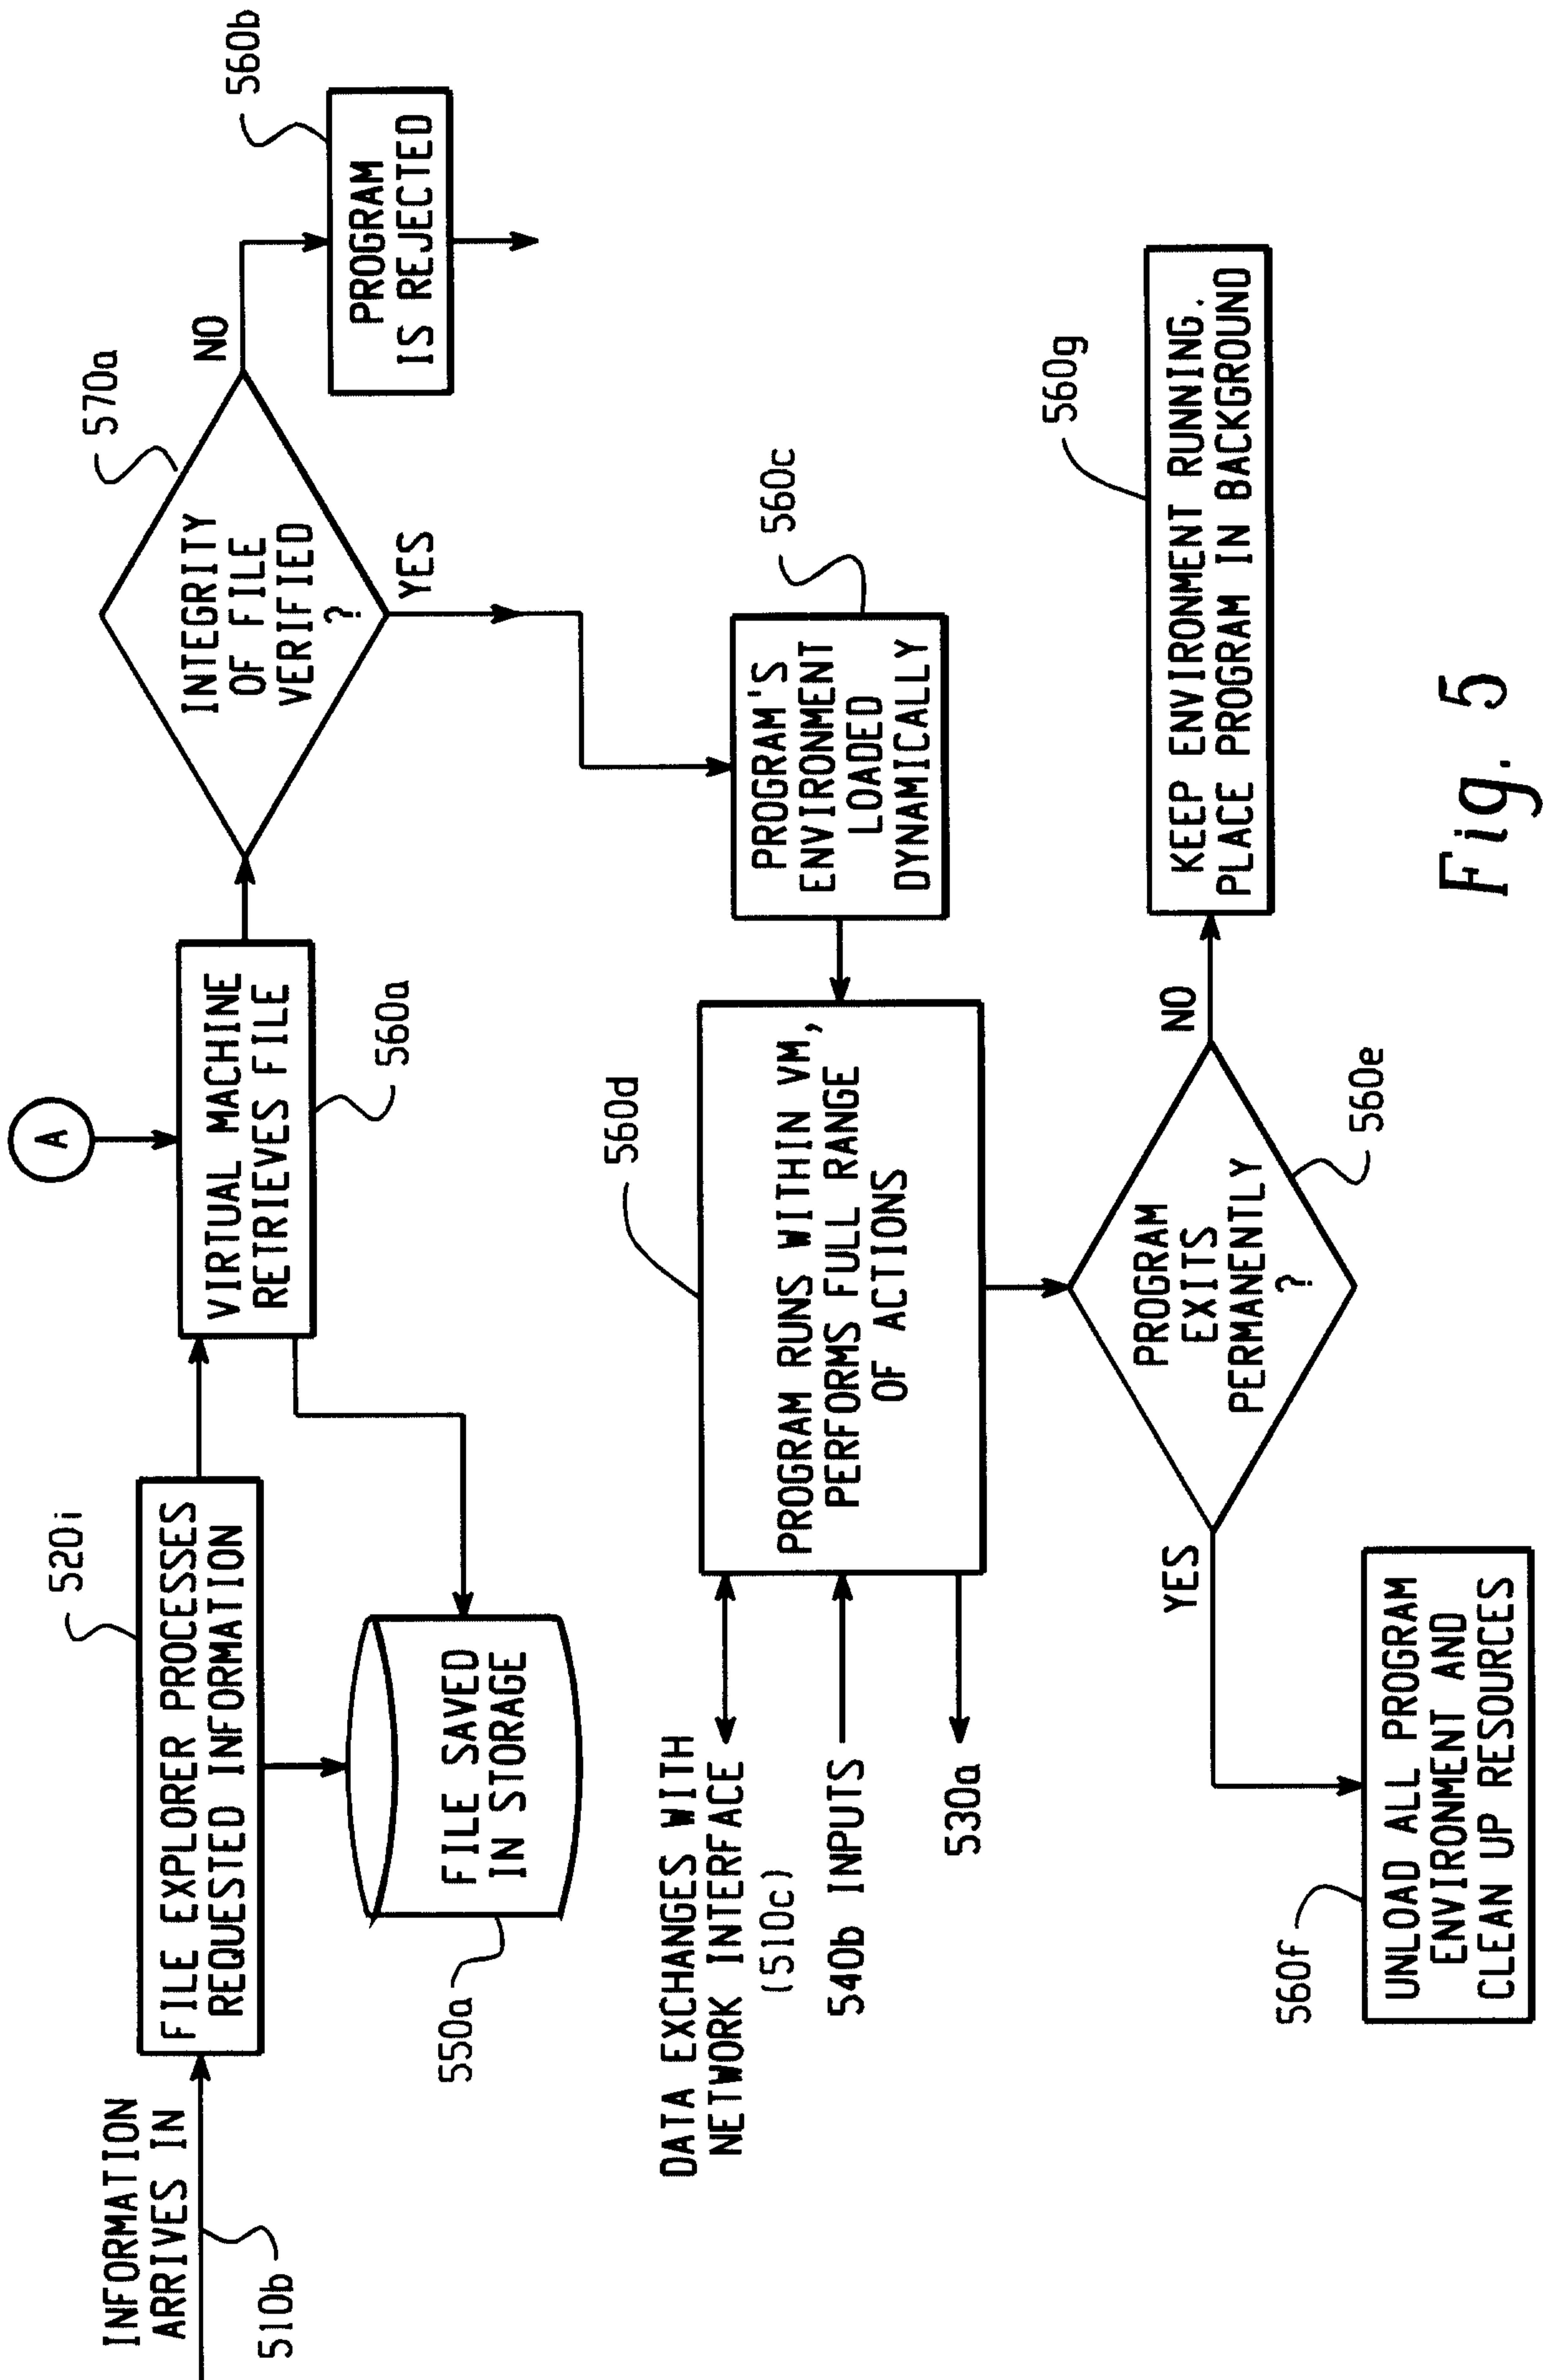 INFORMATION
ARRIVES IN
510b
520i
FILE EXPLORER PROCESSES
REQUESTED INFORMATION
550a
FILE SAVED
IN STORAGE
A
VIRTUAL MACHINE
RETRIEVES FILE
560a
570a
INTEGRITY
OF FILE
VERIFIED
?
NO
YES
560b
PROGRAM
IS REJECTED
560c
PROGRAM'S
ENVIRONMENT
LOADED
DYNAMICALLY
560d
PROGRAM RUNS WITHIN VM,
PERFORMS FULL RANGE
OF ACTIONS
DATA EXCHANGES WITH
NETWORK INTERFACE
(510c)
540b INPUTS
530a
PROGRAM
EXITS
PERMANENTLY
?
560e
YES
NO
560f
UNLOAD ALL PROGRAM
ENVIRONMENT AND
CLEAN UP RESOURCES
560g
KEEP ENVIRONMENT RUNNING.
PLACE PROGRAM IN BACKGROUND
Fig. 5